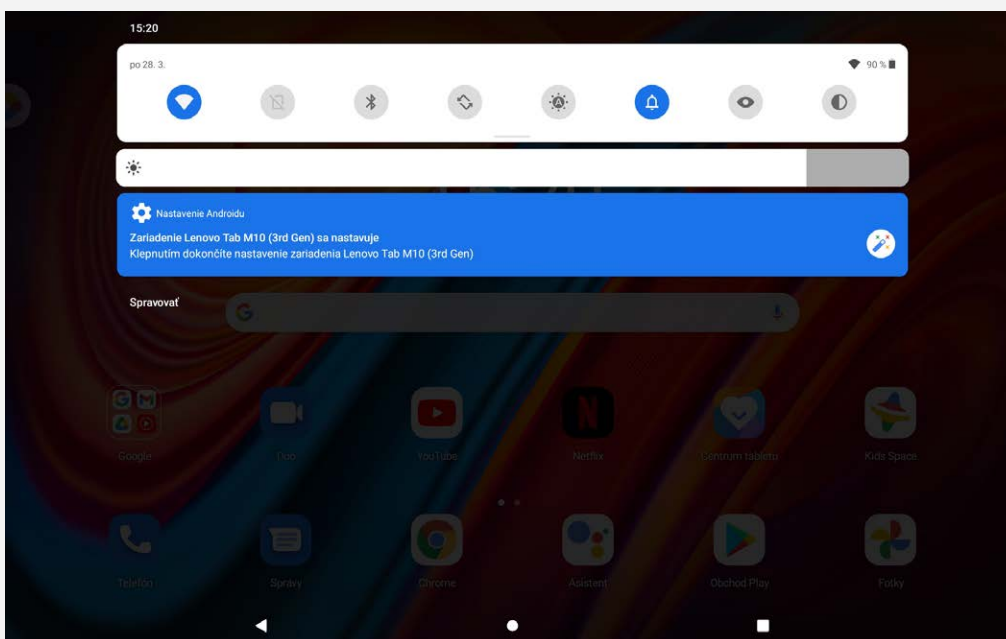 15:20
po 28. 3.
90 %
Nastavenie Androidu
Zariadenie Lenovo Tab M10 (3rd Gen) sa nastavuje
Klepnutím dokončíte nastavenie zariadenia Lenovo Tab M10 (3rd Gen)
Spravovať
Google
Duo
YouTube
Netflix
Centrum tabletu
Kids Space
Telefón
Správy
Chrome
Asistent
Obchod Play
Fotky